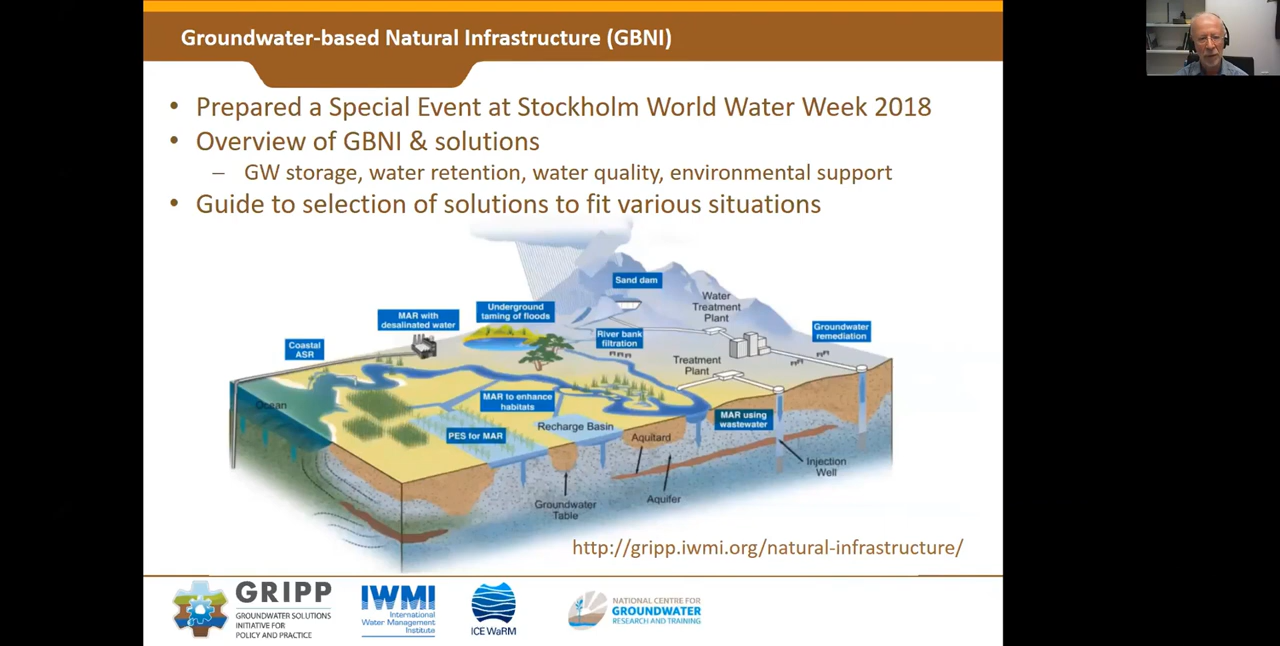 Groundwater-based Natural Infrastructure (GBNI)
• Prepared a Special Event at Stockholm World Water Week 2018
• Overview of GBNI & solutions
– GW storage, water retention, water quality, environmental support
• Guide to selection of solutions to fit various situations
Sand dam
Water
Treatment
Plant
Underground
taming of floods
MAR with
desalinated water
River bank
filtration
Groundwater
remediation
Coastal
ASR
Treatment
Plant
Ocean
MAR to enhance
habitats
MAR using
wastewater
Recharge Basin
PES for MAR
Aquitard
Injection
Well
Aquifer
Groundwater
Table
http://gripp.iwmi.org/natural-infrastructure/
GRIPP
GROUNDWATER SOLUTIONS
INITIATIVE FOR
POLICY AND PRACTICE
IWMI
International
Water Management
Institute
ICE WaRM
NATIONAL CENTRE FOR
GROUNDWATER
RESEARCH AND TRAINING